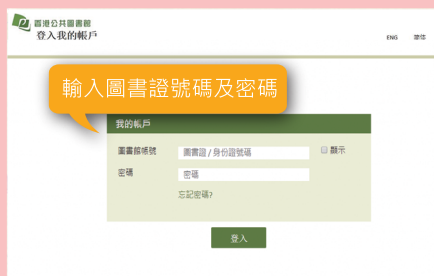 香港公共圖書館
登入我的帳戶
ENG 简体
輸入圖書證號碼及密碼
我的帳戶
圖書館帳號 圖書證 / 身份證號碼 顯示
密碼 密碼
忘記密碼?
登入